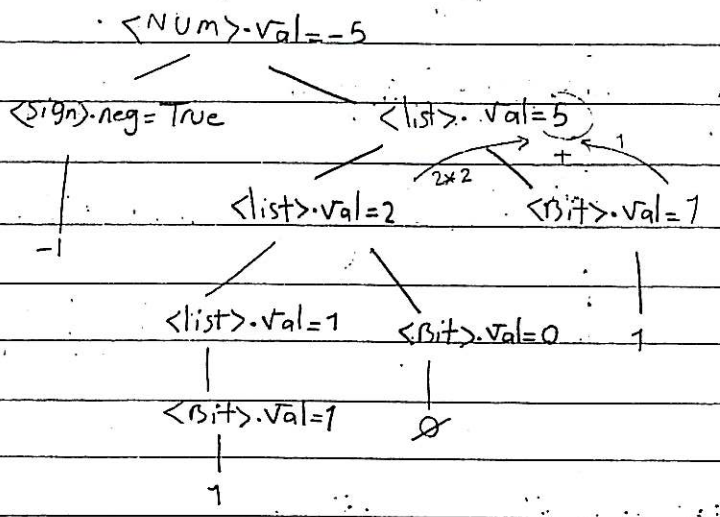 <NUM>.val=-5
<Sign>.neg=True <list>.val=5
+ 1
2*2
<list>.val=2 <Bit>.val=1
-1
<list>.val=1 <Bit>.val=0 1
<Bit>.val=1 0
1